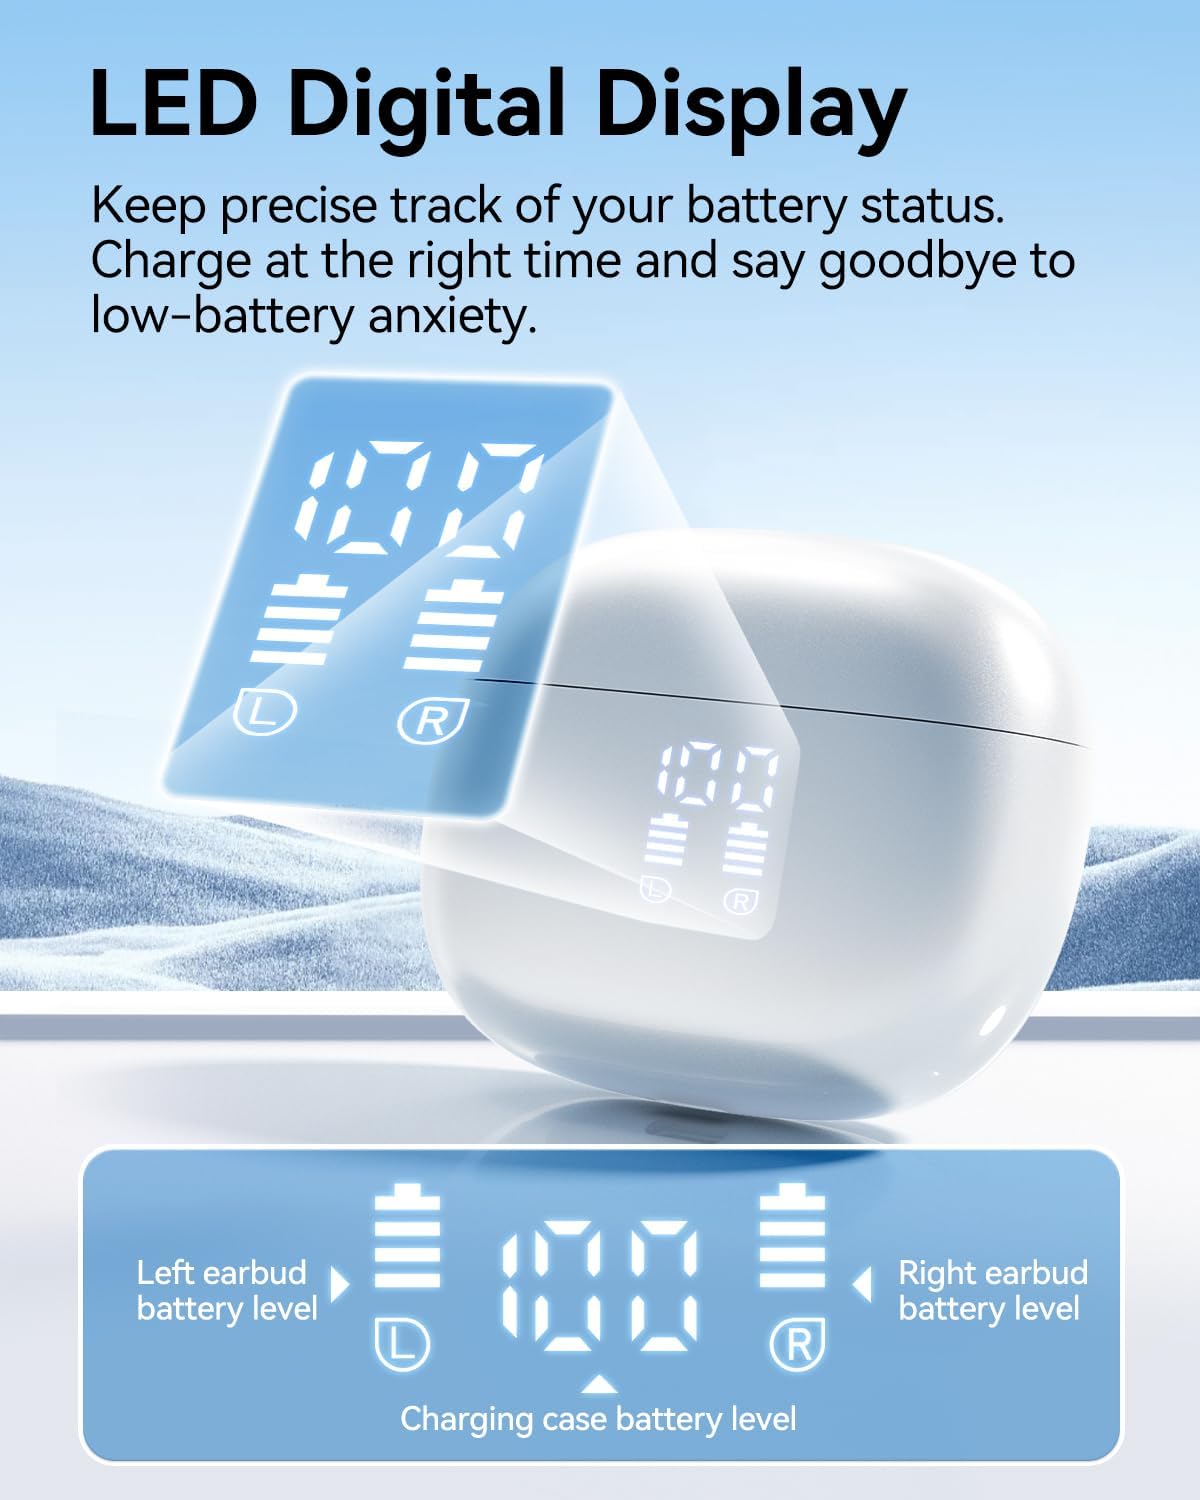 LED Digital Display
Keep precise track of your battery status.
Charge at the right time and say goodbye to
low-battery anxiety.
100
L R
100
L R
Left earbud
battery level
L
100
R
Right earbud
battery level
Charging case battery level